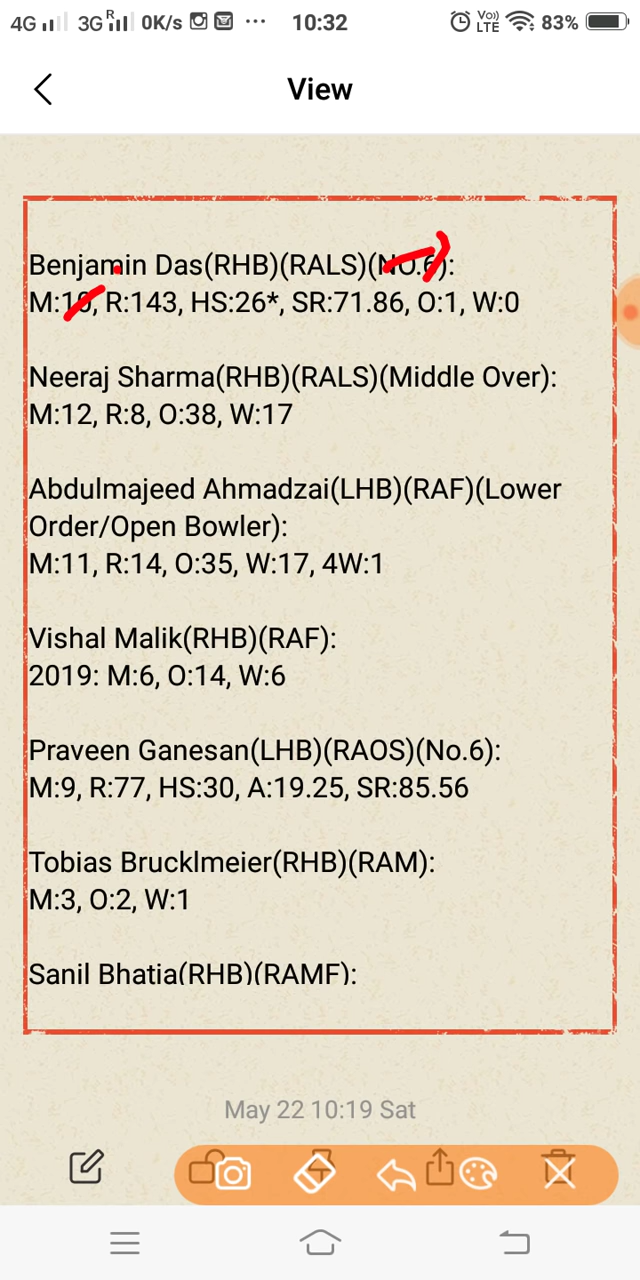 4G 3G R 0K/s ... 10:32 Vo)) LTE 83%
View
Benjamin Das(RHB)(RALS)(NO.6):
M:10, R:143, HS:26*, SR:71.86, O:1, W:0
Neeraj Sharma(RHB)(RALS)(Middle Over):
M:12, R:8, O:38, W:17
Abdulmajeed Ahmadzai(LHB)(RAF)(Lower
Order/Open Bowler):
M:11, R:14, O:35, W:17, 4W:1
Vishal Malik(RHB)(RAF):
2019: M:6, O:14, W:6
Praveen Ganesan(LHB)(RAOS)(No.6):
M:9, R:77, HS:30, A:19.25, SR:85.56
Tobias Brucklmeier(RHB)(RAM):
M:3, O:2, W:1
Sanil Bhatia(RHB)(RAMF):
May 22 10:19 Sat